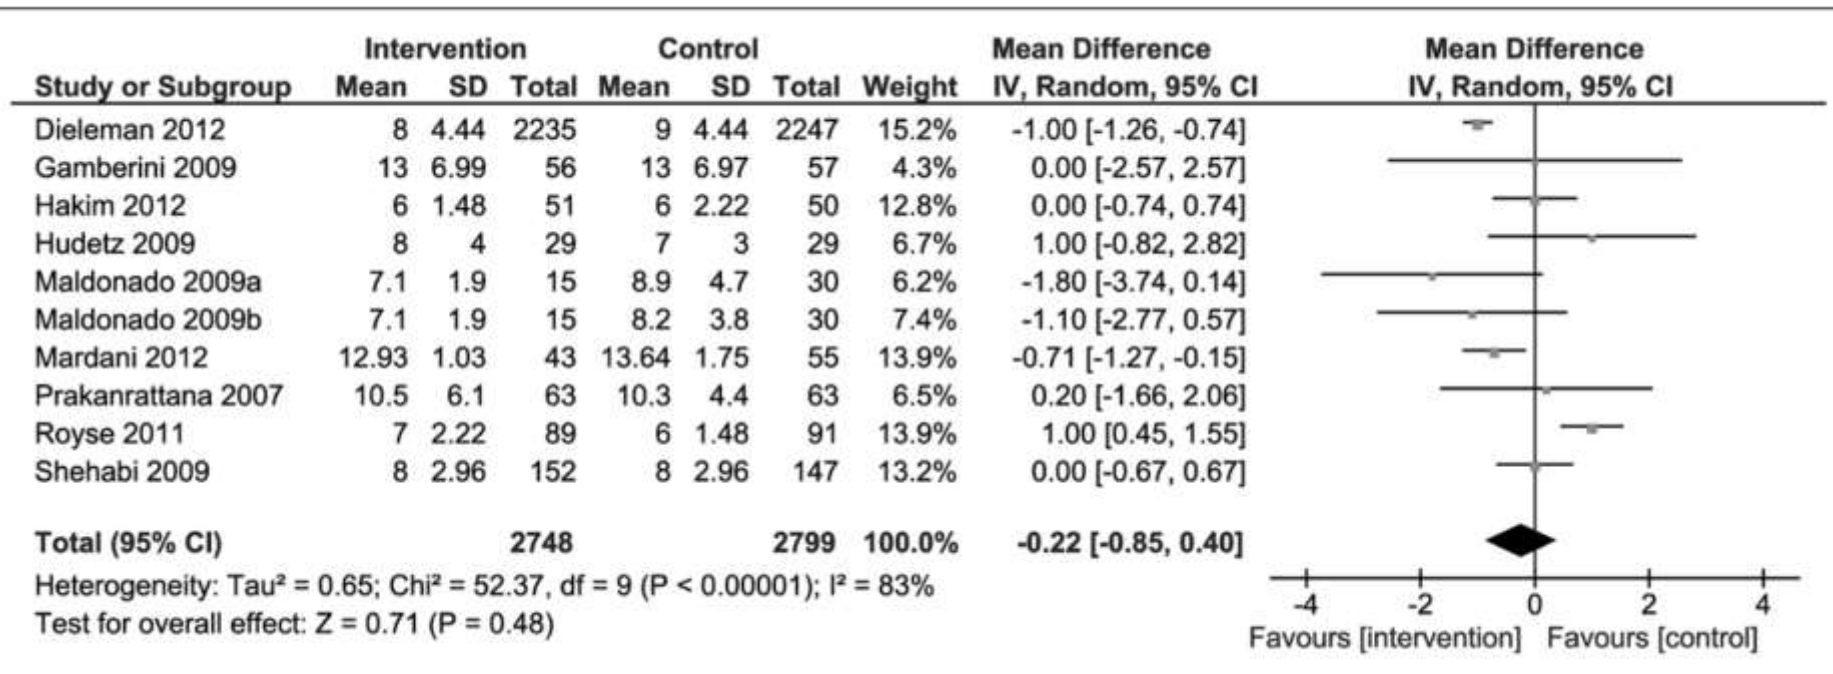 Intervention Control Mean Difference Mean Difference
Study or Subgroup Mean SD Total Mean SD Total Weight IV, Random, 95% CI IV, Random, 95% CI
Dieleman 2012 8 4.44 2235 9 4.44 2247 15.2% -1.00 [-1.26, -0.74]
Gamberini 2009 13 6.99 56 13 6.97 57 4.3% 0.00 [-2.57, 2.57]
Hakim 2012 6 1.48 51 6 2.22 50 12.8% 0.00 [-0.74, 0.74]
Hudetz 2009 8 4 29 7 3 29 6.7% 1.00 [-0.82, 2.82]
Maldonado 2009a 7.1 1.9 15 8.9 4.7 30 6.2% -1.80 [-3.74, 0.14]
Maldonado 2009b 7.1 1.9 15 8.2 3.8 30 7.4% -1.10 [-2.77, 0.57]
Mardani 2012 12.93 1.03 43 13.64 1.75 55 13.9% -0.71 [-1.27, -0.15]
Prakanrattana 2007 10.5 6.1 63 10.3 4.4 63 6.5% 0.20 [-1.66, 2.06]
Royse 2011 7 2.22 89 6 1.48 91 13.9% 1.00 [0.45, 1.55]
Shehabi 2009 8 2.96 152 8 2.96 147 13.2% 0.00 [-0.67, 0.67]
Total (95% CI) 2748 2799 100.0% -0.22 [-0.85, 0.40]
Heterogeneity: Tau² = 0.65; Chi² = 52.37, df = 9 (P < 0.00001); I² = 83%
Test for overall effect: Z = 0.71 (P = 0.48)
-4 -2 0 2 4
Favours [intervention] Favours [control]